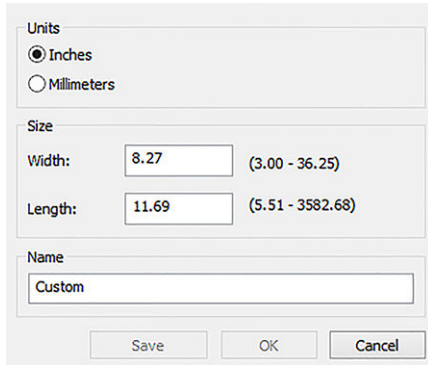 Units
Inches
Millimeters
Size
Width: 8.27 (3.00 - 36.25)
Length: 11.69 (5.51 - 3582.68)
Name
Custom
Save OK Cancel